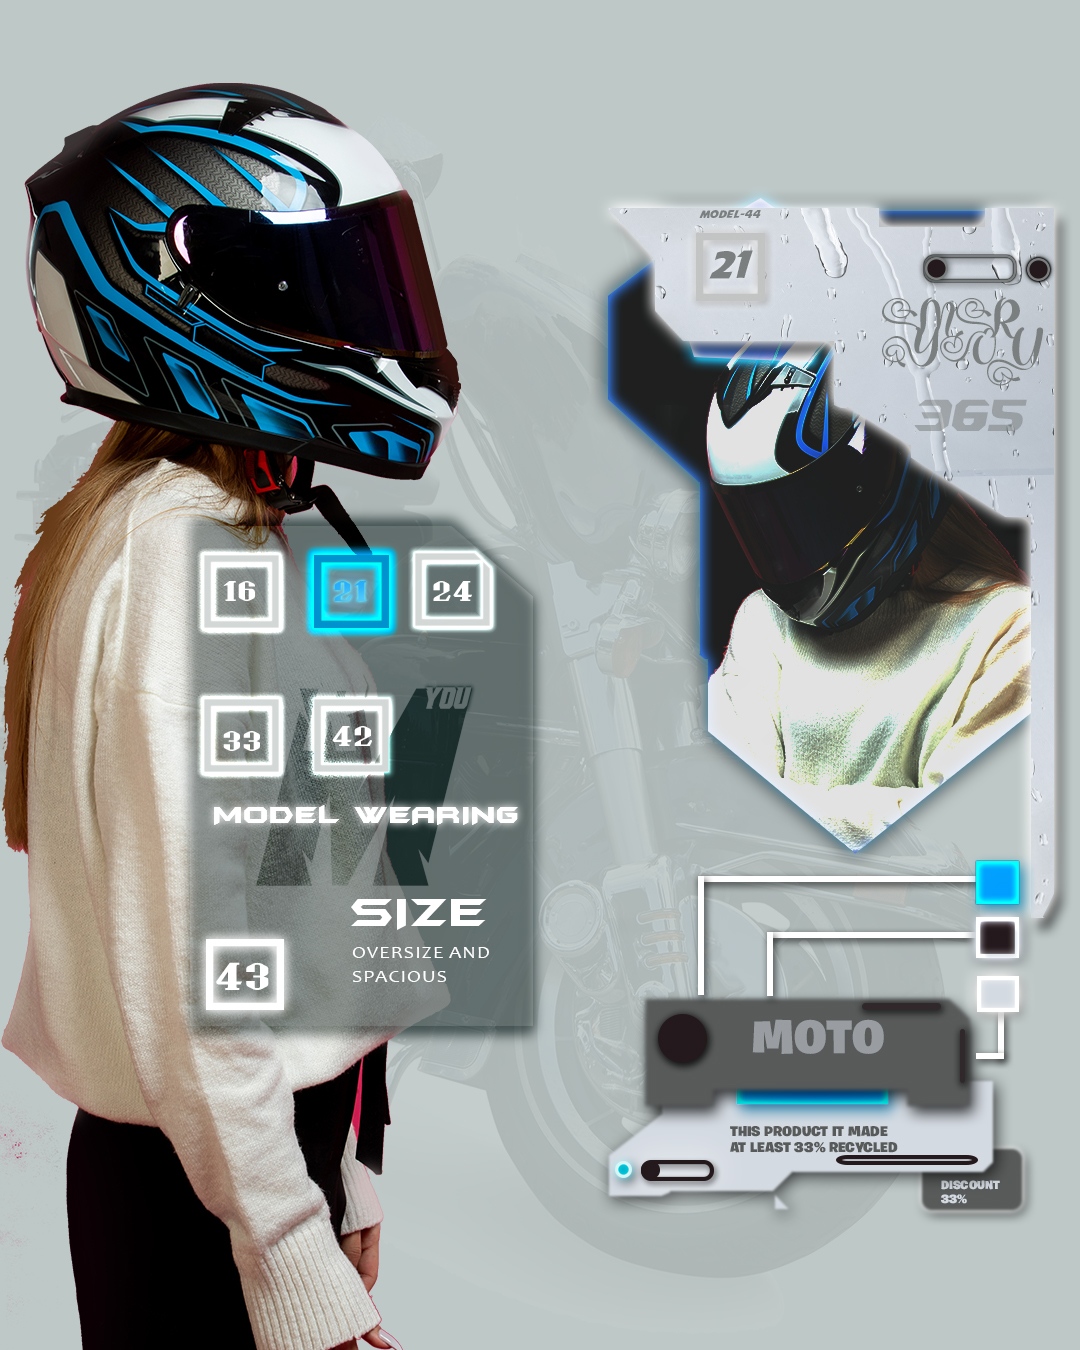 MODEL-44
21
365
16
21
24
33
42
M
YOU
MODEL WEARING
SIZE
OVERSIZE AND
SPACIOUS
43
MOTO
THIS PRODUCT IT MADE
AT LEAST 33% RECYCLED
DISCOUNT
33%